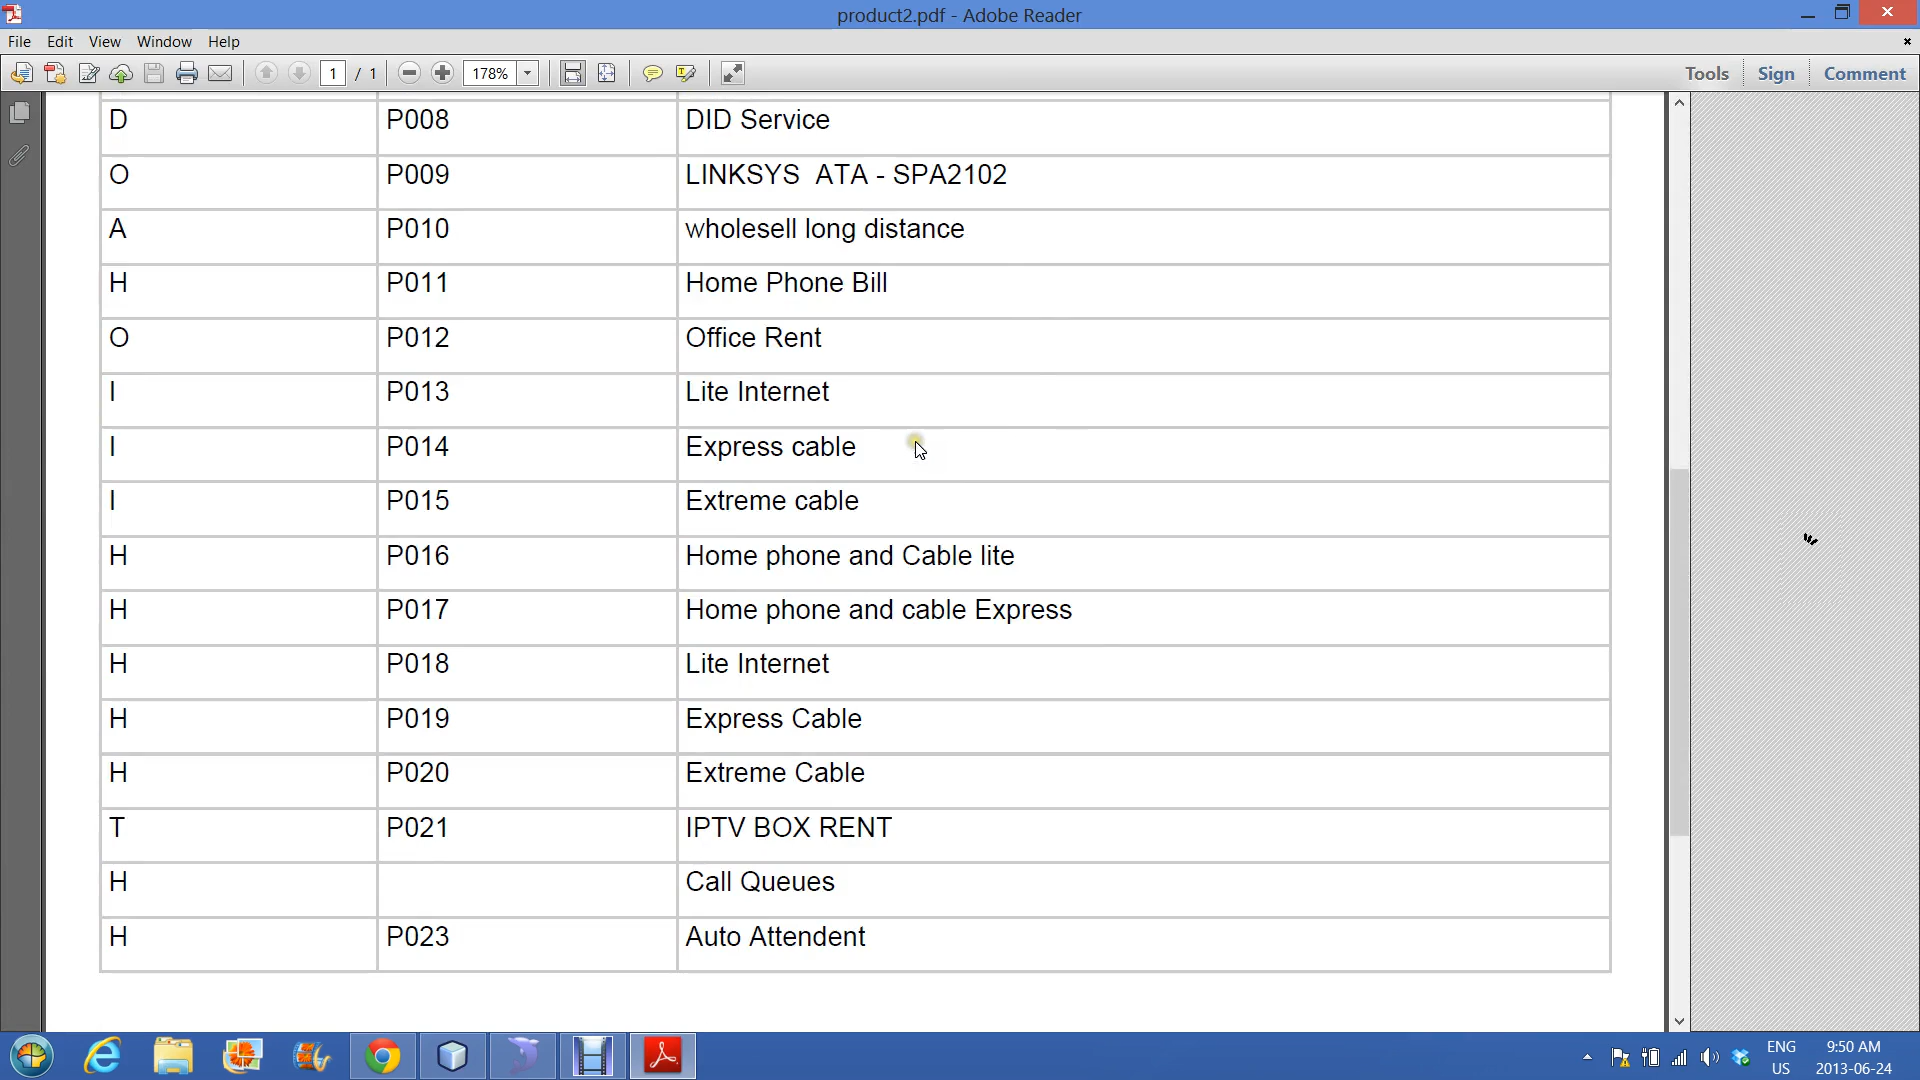 product2.pdf - Adobe Reader
File Edit View Window Help
1 / 1 178% Tools Sign Comment
D P008 DID Service
O P009 LINKSYS ATA - SPA2102
A P010 wholesell long distance
H P011 Home Phone Bill
O P012 Office Rent
I P013 Lite Internet
I P014 Express cable
I P015 Extreme cable
H P016 Home phone and Cable lite
H P017 Home phone and cable Express
H P018 Lite Internet
H P019 Express Cable
H P020 Extreme Cable
T P021 IPTV BOX RENT
H Call Queues
H P023 Auto Attendent
ENG 9:50 AM
US 2013-06-24